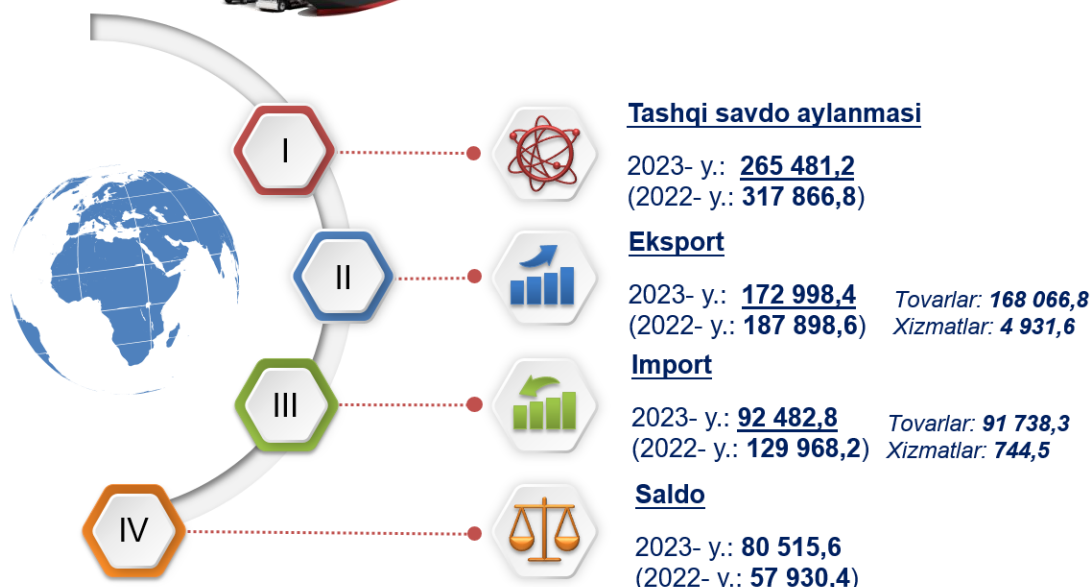 I
Tashqi savdo aylanmasi
2023- y.: 265 481,2
(2022- y.: 317 866,8)
II
Eksport
2023- y.: 172 998,4
Tovarlar: 168 066,8
(2022- y.: 187 898,6)
Xizmatlar: 4 931,6
III
Import
2023- y.: 92 482,8
Tovarlar: 91 738,3
(2022- y.: 129 968,2)
Xizmatlar: 744,5
IV
Saldo
2023- y.: 80 515,6
(2022- y.: 57 930,4)